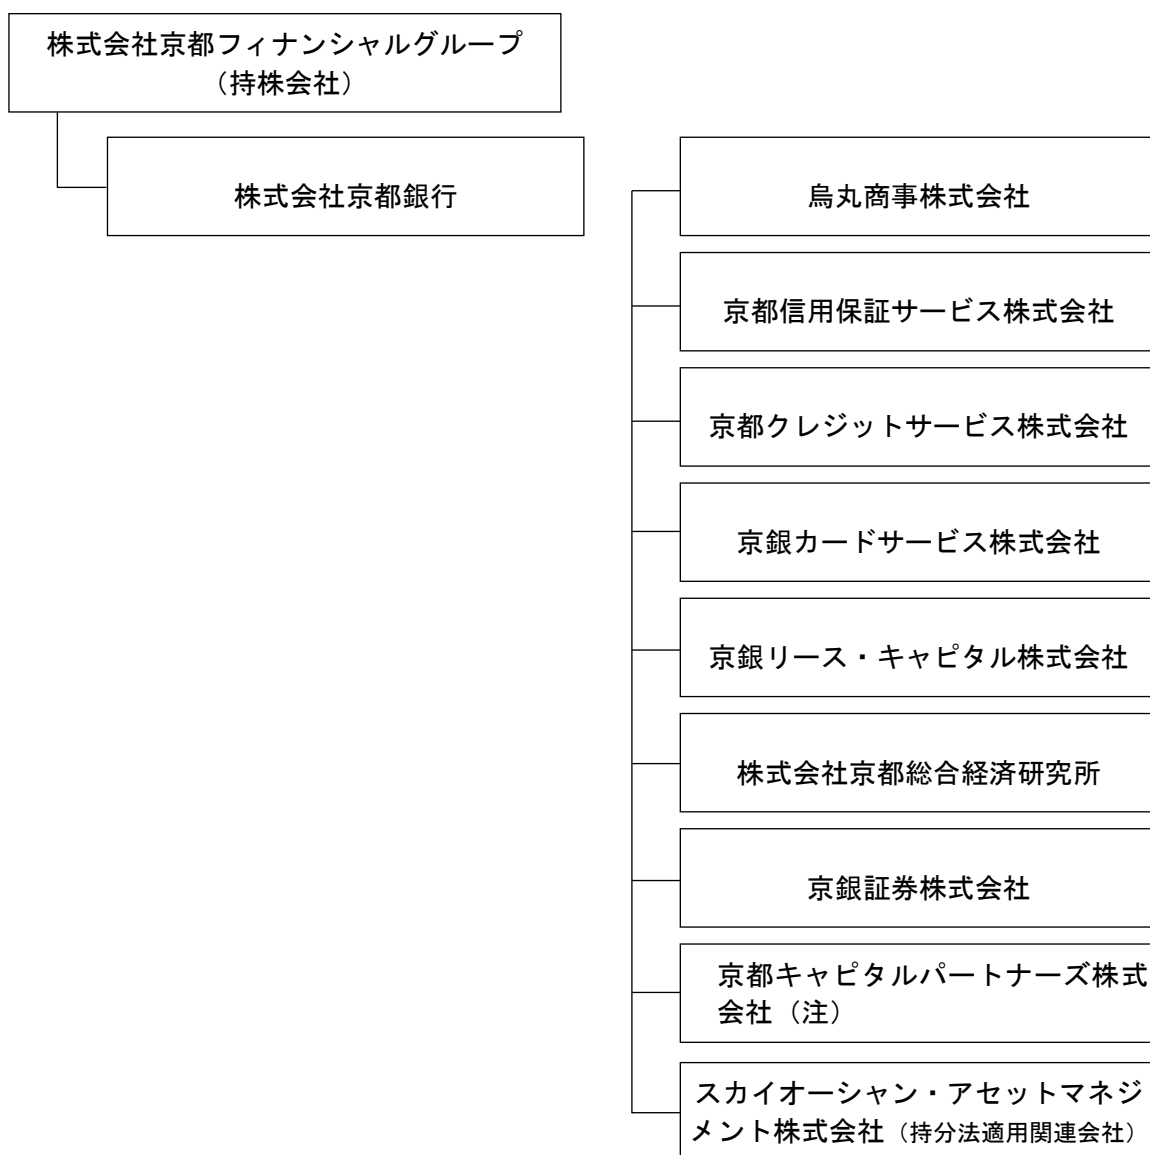 株式会社京都フィナンシャルグループ
（持株会社）
株式会社京都銀行
烏丸商事株式会社
京都信用保証サービス株式会社
京都クレジットサービス株式会社
京銀カードサービス株式会社
京銀リース・キャピタル株式会社
株式会社京都総合経済研究所
京銀証券株式会社
京都キャピタルパートナーズ株式
会社（注）
スカイオーシャン・アセットマネジ
メント株式会社（持分法適用関連会社）